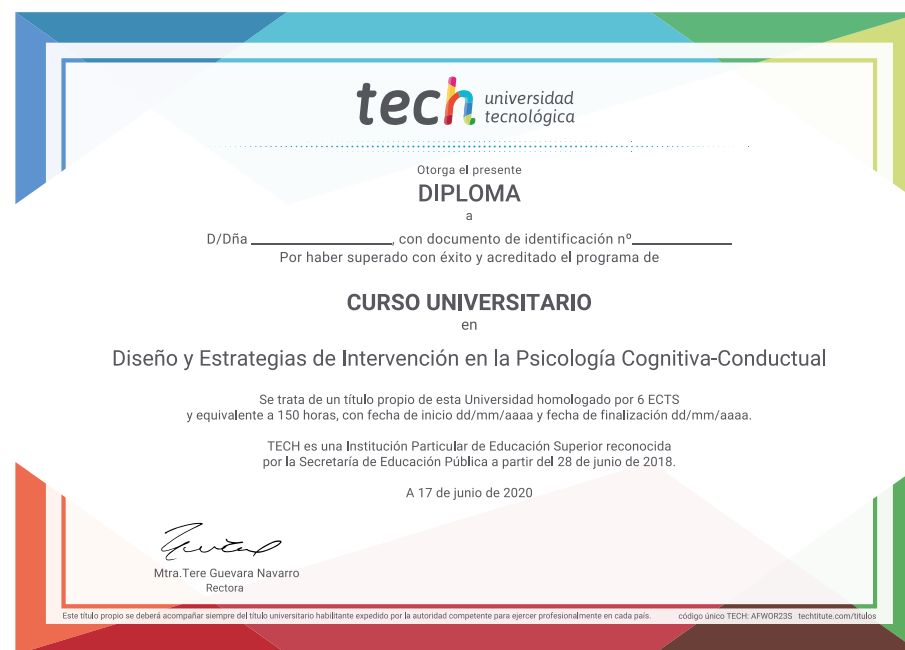 tech universidad
tecnológica
Otorga el presente
DIPLOMA
a
D/Dña ____________, con documento de identificación nº__________
Por haber superado con éxito y acreditado el programa de
CURSO UNIVERSITARIO
en
Diseño y Estrategias de Intervención en la Psicología Cognitiva-Conductual
Se trata de un título propio de esta Universidad homologado por 6 ECTS
y equivalente a 150 horas, con fecha de inicio dd/mm/aaaa y fecha de finalización dd/mm/aaaa.
TECH es una Institución Particular de Educación Superior reconocida
por la Secretaría de Educación Pública a partir del 28 de junio de 2018.
A 17 de junio de 2020
Mtra.Tere Guevara Navarro
Rectora
Este título propio se deberá acompañar siempre del título universitario habilitante expedido por la autoridad competente para ejercer profesionalmente en cada país. código único TECH: AFWOR23S techtitute.com/titulos